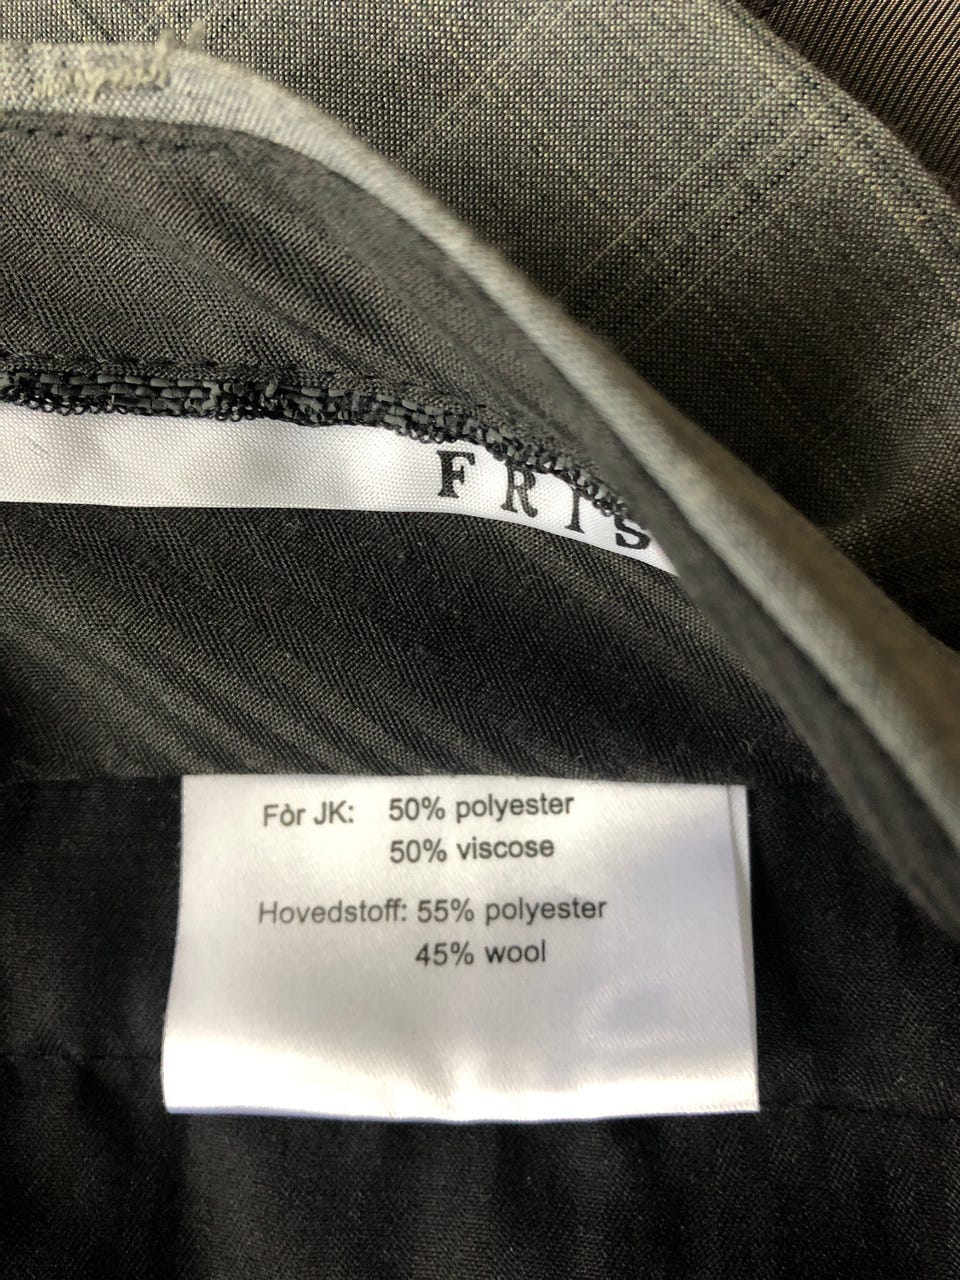 FRIS
Fòr JK: 50% polyester
50% viscose
Hovedstoff: 55% polyester
45% wool